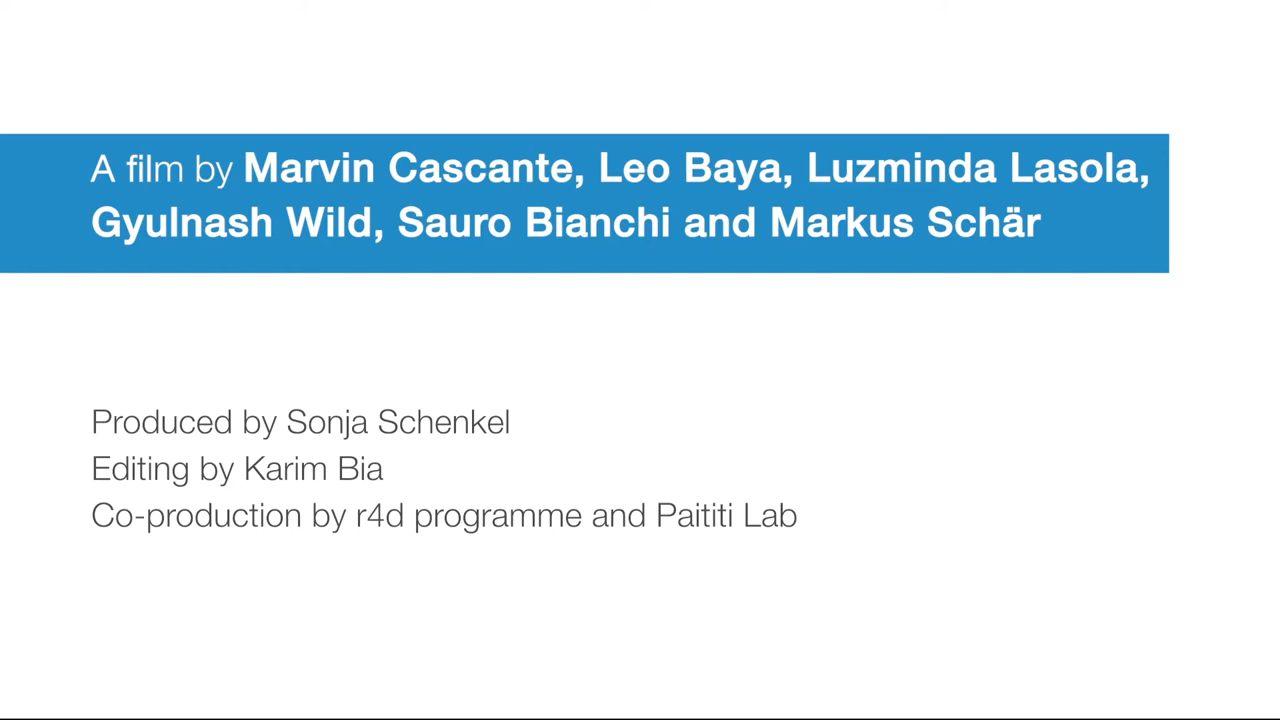 A film by Marvin Cascante, Leo Baya, Luzminda Lasola,
Gyulnash Wild, Sauro Bianchi and Markus Schär
Produced by Sonja Schenkel
Editing by Karim Bia
Co-production by r4d programme and Paititi Lab